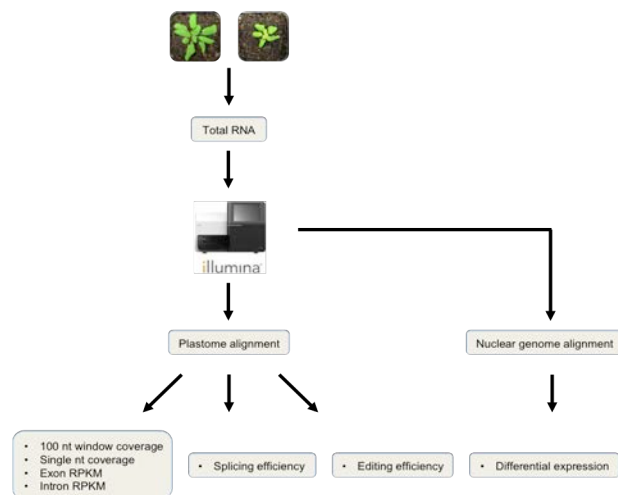 Total RNA
illumina
Plastome alignment
Nuclear genome alignment
• 100 nt window coverage
• Single nt coverage
• Exon RPKM
• Intron RPKM
• Splicing efficiency
• Editing efficiency
• Differential expression